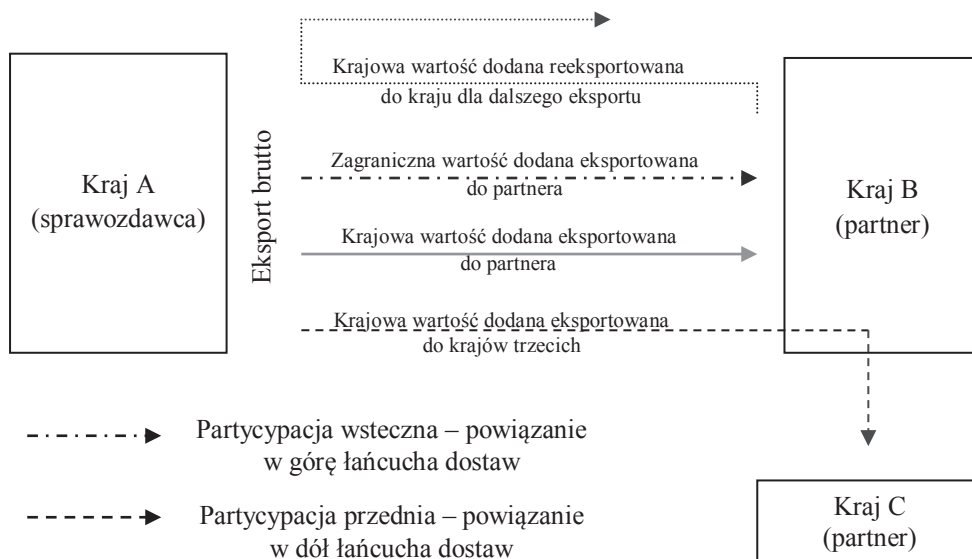 Krajowa wartość dodana reeksportowana
do kraju dla dalszego eksportu
Kraj A
(sprawozdawca)
Eksport brutto
Zagraniczna wartość dodana eksportowana
do partnera
Kraj B
(partner)
Krajowa wartość dodana eksportowana
do partnera
Krajowa wartość dodana eksportowana
do krajów trzecich
Partycypacja wsteczna – powiązanie
w górę łańcucha dostaw
Partycypacja przednia – powiązanie
w dół łańcucha dostaw
Kraj C
(partner)